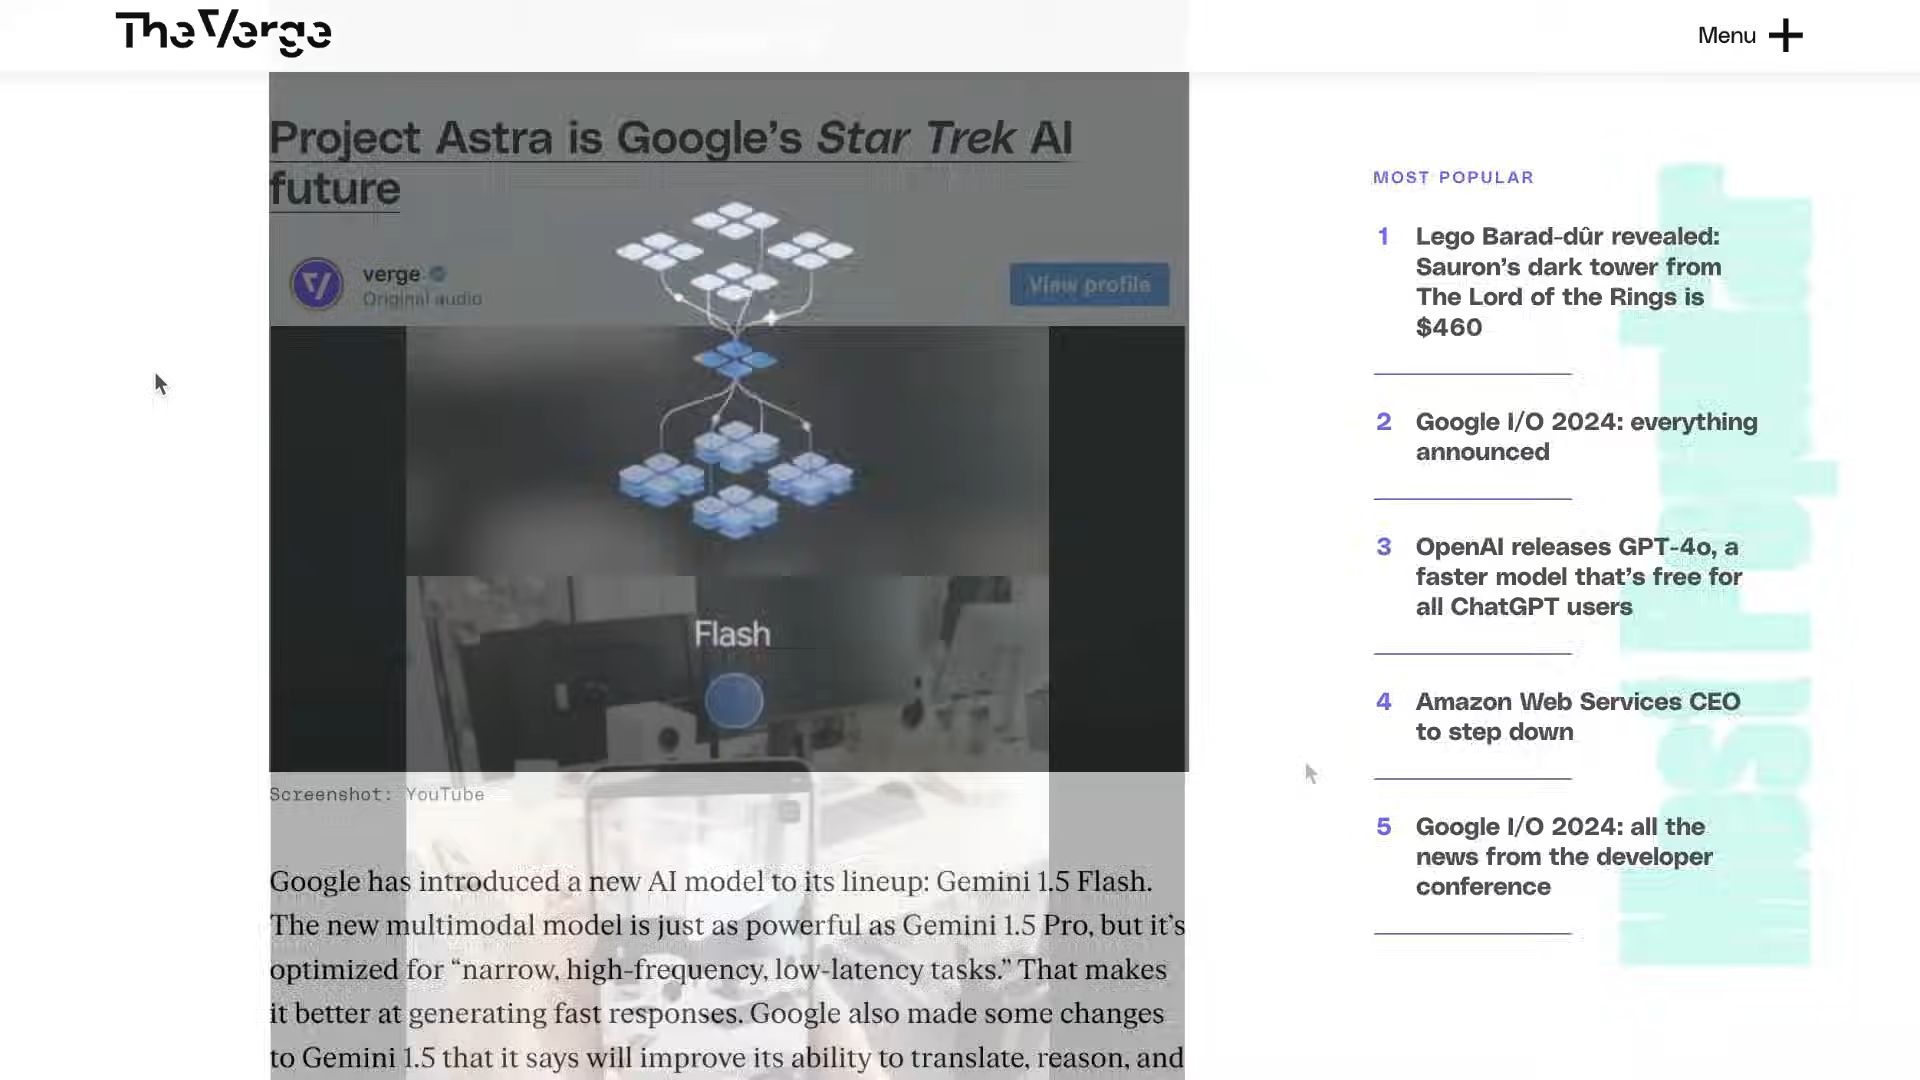 The Verge
Menu
Project Astra is Google's Star Trek AI
future
verge
Original audio
View profile
Flash
Screenshot: YouTube
Google has introduced a new AI model to its lineup: Gemini 1.5 Flash.
The new multimodal model is just as powerful as Gemini 1.5 Pro, but it's
optimized for “narrow, high-frequency, low-latency tasks.” That makes
it better at generating fast responses. Google also made some changes
to Gemini 1.5 that it says will improve its ability to translate, reason, and
MOST POPULAR
1 Lego Barad-dûr revealed:
Sauron's dark tower from
The Lord of the Rings is
$460
2 Google I/O 2024: everything
announced
3 OpenAI releases GPT-4o, a
faster model that's free for
all ChatGPT users
4 Amazon Web Services CEO
to step down
5 Google I/O 2024: all the
news from the developer
conference
Most Popular